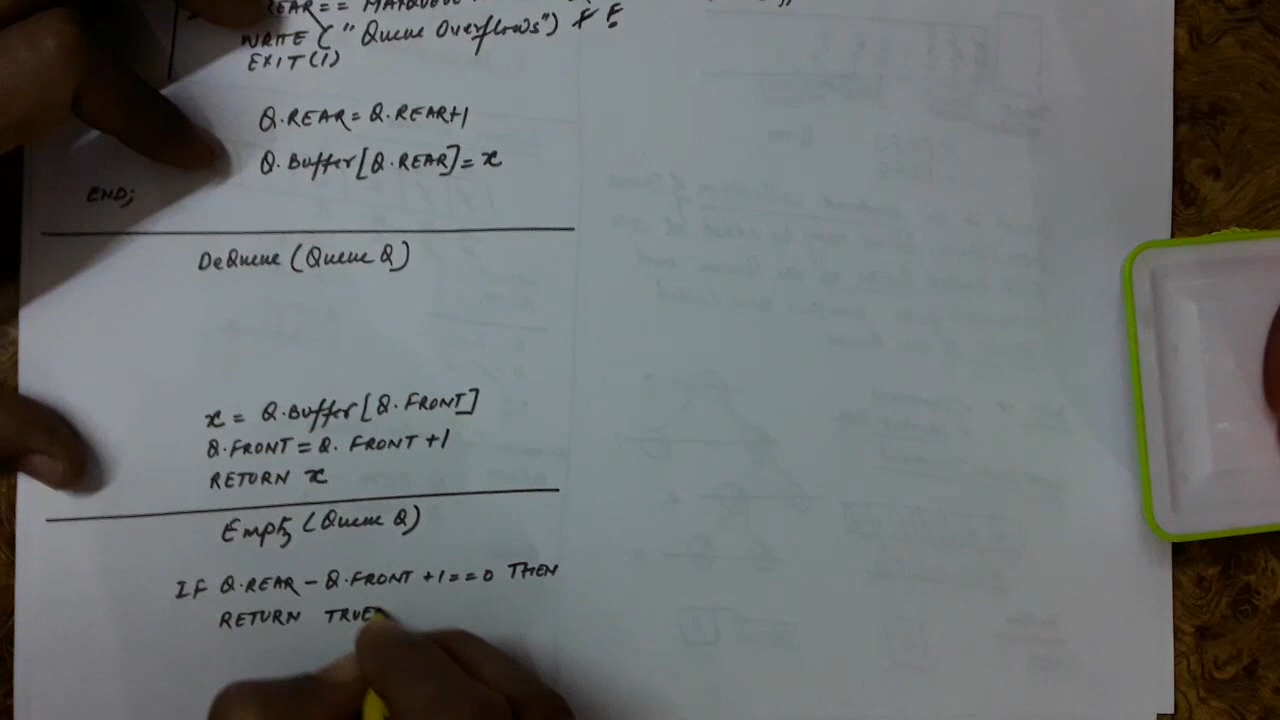 REAR ==
WRITE ("Queue Overflows")
EXIT(1)
Q.REAR = Q.REAR+1
Q.Buffer[Q.REAR] = x
END;
DeQueue (Queue Q)
x = Q.Buffer[Q.FRONT]
Q.FRONT = Q.FRONT +1
RETURN x
Empty (Queue Q)
IF Q.REAR - Q.FRONT +1 == 0 THEN
RETURN TRUE